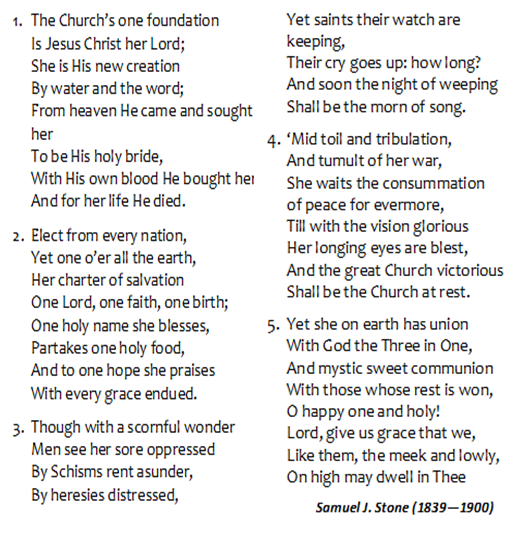 1. The Church's one foundation
Is Jesus Christ her Lord;
She is His new creation
By water and the word;
From heaven He came and sought
her
To be His holy bride,
With His own blood He bought her
And for her life He died.
2. Elect from every nation,
Yet one o'er all the earth,
Her charter of salvation
One Lord, one faith, one birth;
One holy name she blesses,
Partakes one holy food,
And to one hope she praises
With every grace endued.
3. Though with a scornful wonder
Men see her sore oppressed
By Schisms rent asunder,
By heresies distressed,
Yet saints their watch are
keeping,
Their cry goes up: how long?
And soon the night of weeping
Shall be the morn of song.
4. ‘Mid toil and tribulation,
And tumult of her war,
She waits the consummation
of peace for evermore,
Till with the vision glorious
Her longing eyes are blest,
And the great Church victorious
Shall be the Church at rest.
5. Yet she on earth has union
With God the Three in One,
And mystic sweet communion
With those whose rest is won,
O happy one and holy!
Lord, give us grace that we,
Like them, the meek and lowly,
On high may dwell in Thee
Samuel J. Stone (1839—1900)